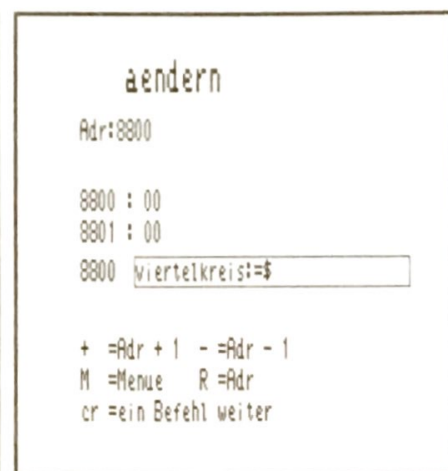 aendern
Adr:8800
8800 : 00
8801 : 00
8800 viertelkreis:=$
+ =Adr + 1 - =Adr - 1
M =Menue R =Adr
cr =ein Befehl weiter